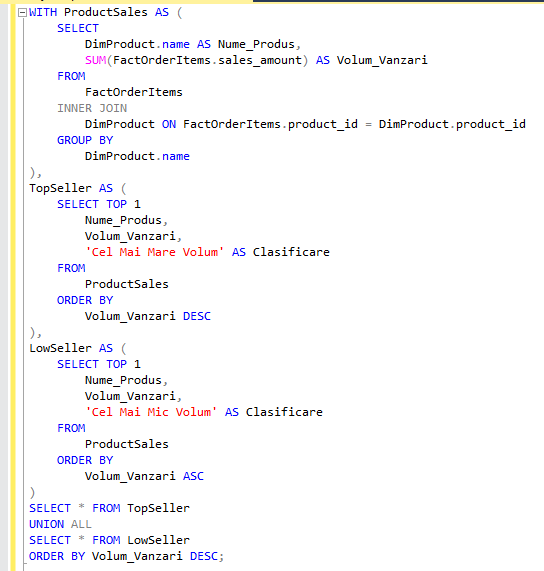 WITH ProductSales AS (
    SELECT
        DimProduct.name AS Nume_Produs,
        SUM(FactOrderItems.sales_amount) AS Volum_Vanzari
    FROM
        FactOrderItems
    INNER JOIN
        DimProduct ON FactOrderItems.product_id = DimProduct.product_id
    GROUP BY
        DimProduct.name
),
TopSeller AS (
    SELECT TOP 1
        Nume_Produs,
        Volum_Vanzari,
        'Cel Mai Mare Volum' AS Clasificare
    FROM
        ProductSales
    ORDER BY
        Volum_Vanzari DESC
),
LowSeller AS (
    SELECT TOP 1
        Nume_Produs,
        Volum_Vanzari,
        'Cel Mai Mic Volum' AS Clasificare
    FROM
        ProductSales
    ORDER BY
        Volum_Vanzari ASC
)
SELECT * FROM TopSeller
UNION ALL
SELECT * FROM LowSeller
ORDER BY Volum_Vanzari DESC;